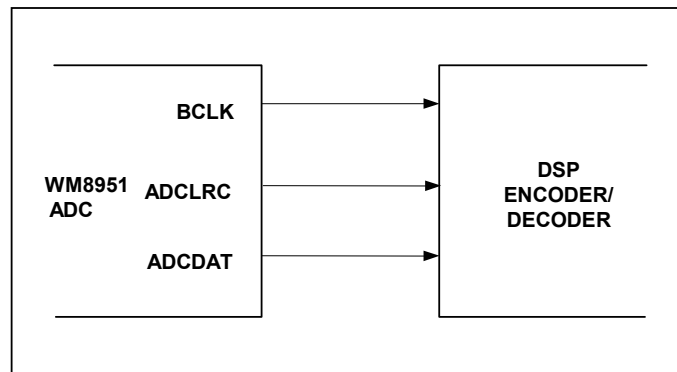 BCLK
WM8951
ADC
ADCLRC
ADCDAT
DSP
ENCODER/
DECODER